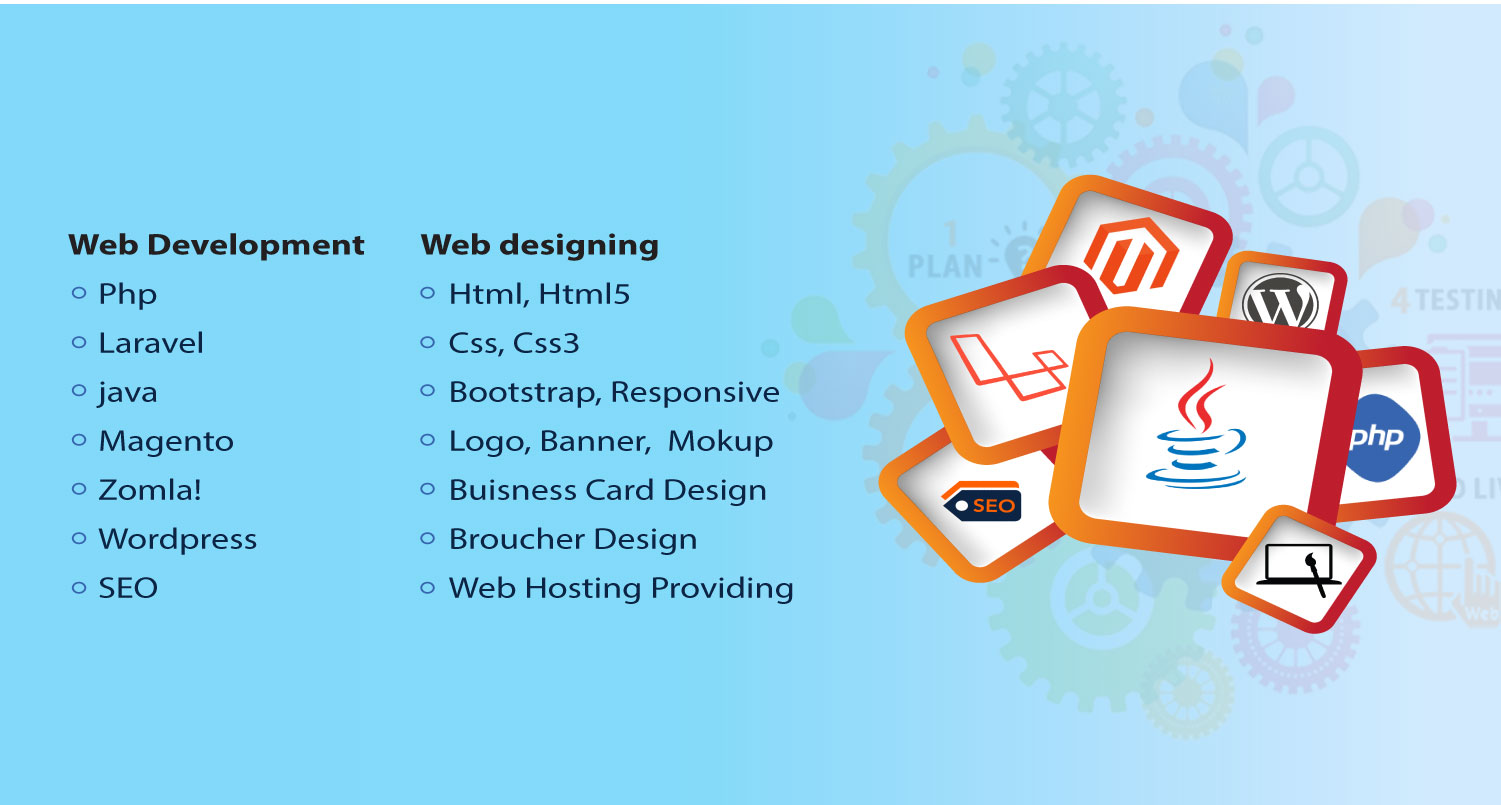 Web Development
Php
Laravel
java
Magento
Zomla!
Wordpress
SEO
Web designing
Html, Html5
Css, Css3
Bootstrap, Responsive
Logo, Banner,  Mokup
Buisness Card Design
Broucher Design
Web Hosting Providing
1
PLAN
4 TESTIN
W
php
SEO
Web